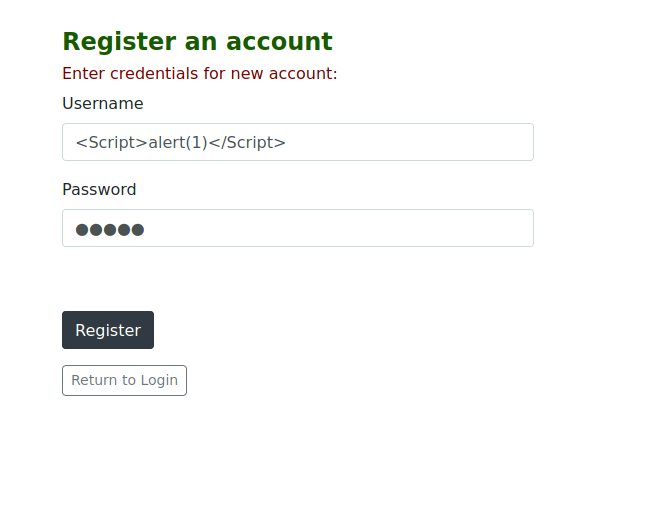 Register an account
Enter credentials for new account:
Username
<Script>alert(1)</Script>
Password
●●●●●
Register
Return to Login